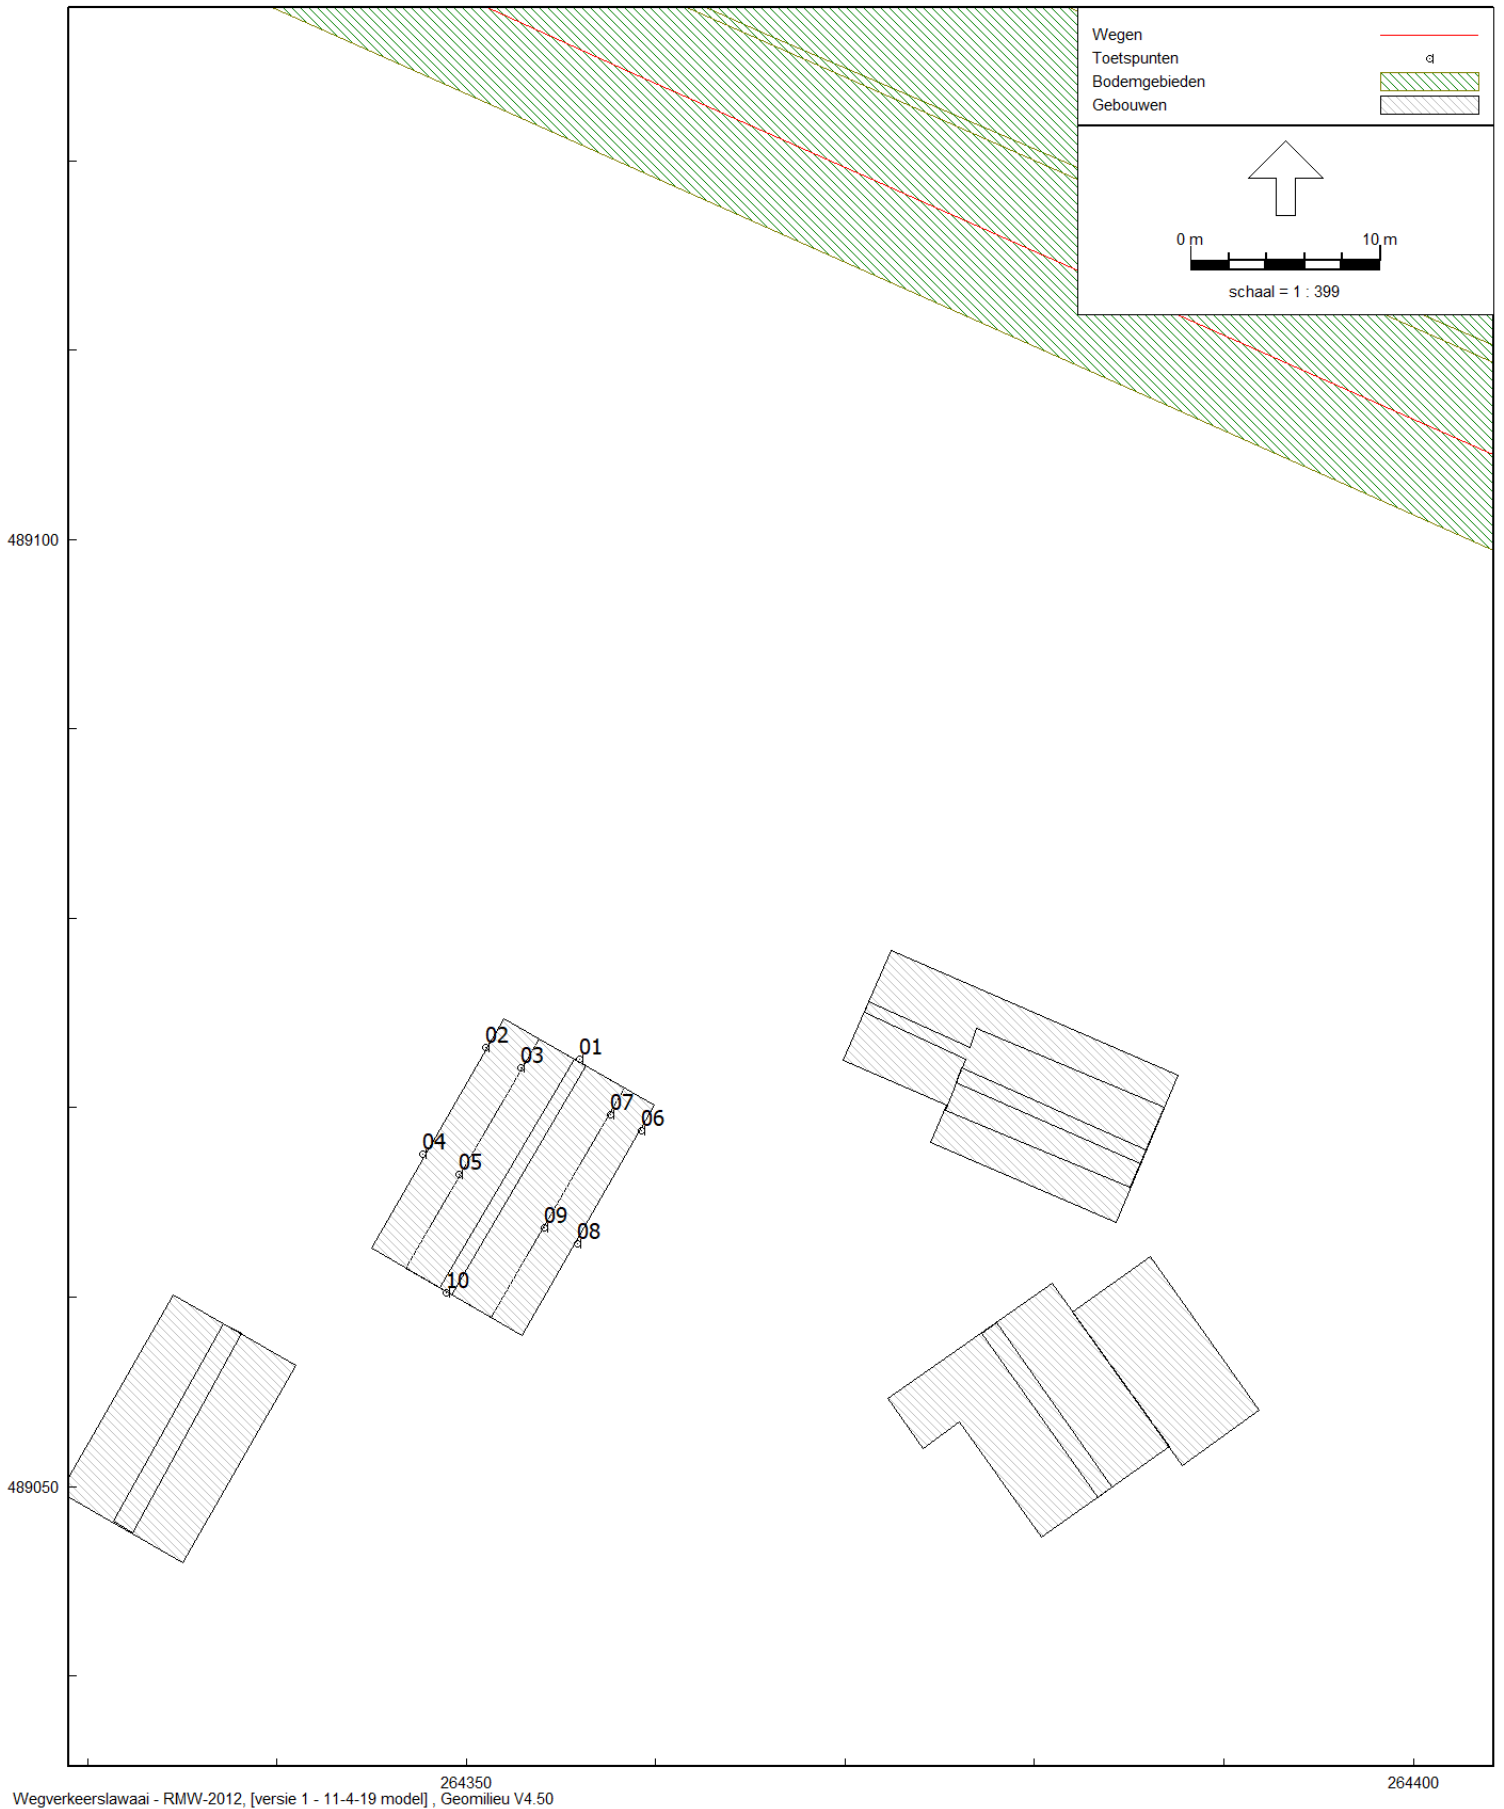 Wegen
Toetspunten
Bodemgebieden
Gebouwen
0 m 10 m
schaal = 1 : 399
489100
02
01
03
07
06
04
05
09
08
10
489050
264350 264400
Wegverkeerslawaai - RMW-2012, [versie 1 - 11-4-19 model] , Geomilieu V4.50